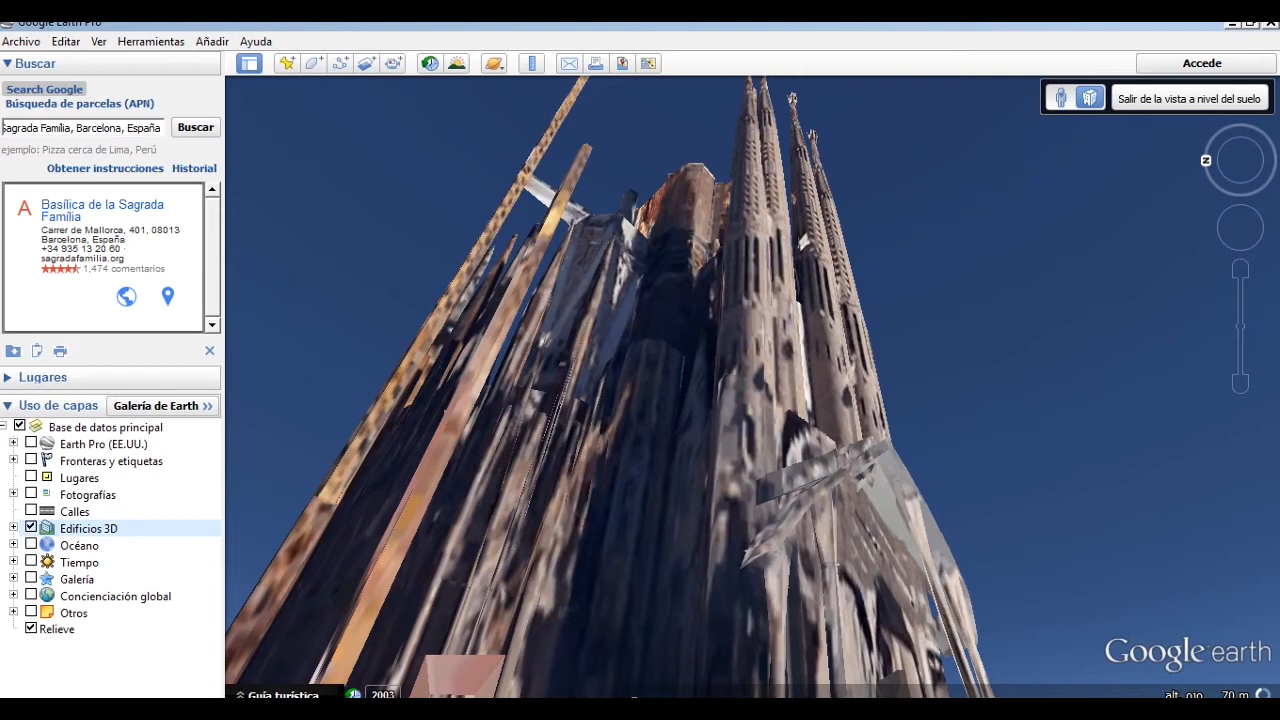 Google Earth Pro
Archivo Editar Ver Herramientas Añadir Ayuda
Buscar
Accede
Search Google
Búsqueda de parcelas (APN)
Salir de la vista a nivel del suelo
Sagrada Família, Barcelona, España
Buscar
ejemplo: Pizza cerca de Lima, Perú
Obtener instrucciones Historial
N
A
Basílica de la Sagrada
Família
Carrer de Mallorca, 401, 08013
Barcelona, España
+34 935 13 20 60 ·
sagradafamilia.org
1,474 comentarios
Lugares
Uso de capas
Galería de Earth >>
Base de datos principal
Earth Pro (EE.UU.)
Fronteras y etiquetas
Lugares
Fotografías
Calles
Edificios 3D
Océano
Tiempo
Galería
Concienciación global
Otros
Relieve
Google earth
Guía turística
2003
alt. ojo 70 m